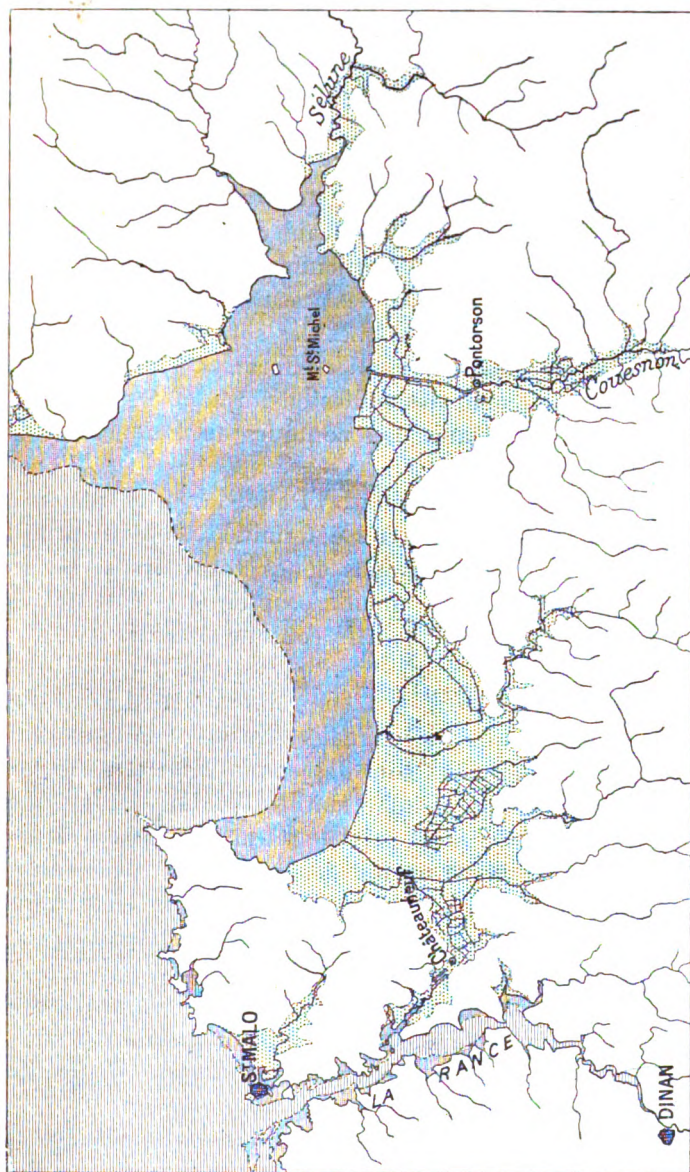 Sélune
Mt. St. Michel
Pontorson
Couesnon
Châteauneuf
St. MALO
LA RANCE
DINAN